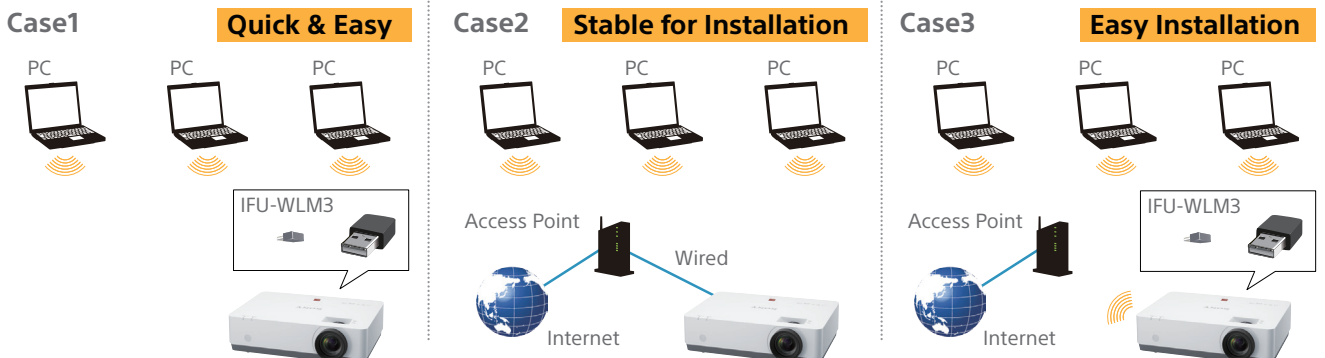 Case1
Quick & Easy
PC PC PC
IFU-WLM3
Case2
Stable for Installation
PC PC PC
Access Point
Wired
Internet
Case3
Easy Installation
PC PC PC
Access Point
IFU-WLM3
Internet